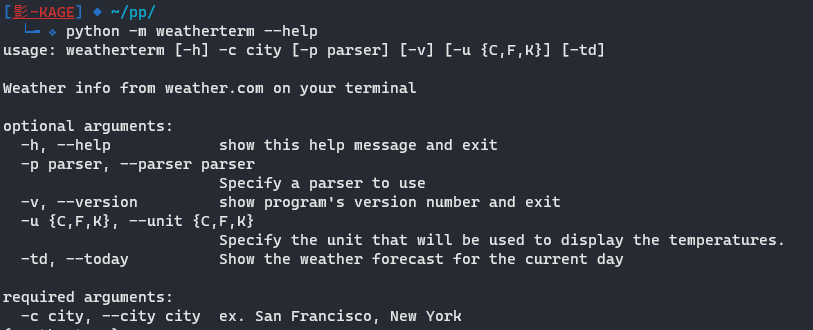 [影-KAGE] ◆ ~/pp/
└─ ❖ python -m weatherterm --help
usage: weatherterm [-h] -c city [-p parser] [-v] [-u {C,F,K}] [-td]

Weather info from weather.com on your terminal

optional arguments:
  -h, --help            show this help message and exit
  -p parser, --parser parser
                        Specify a parser to use
  -v, --version         show program's version number and exit
  -u {C,F,K}, --unit {C,F,K}
                        Specify the unit that will be used to display the temperatures.
  -td, --today          Show the weather forecast for the current day

required arguments:
  -c city, --city city  ex. San Francisco, New York